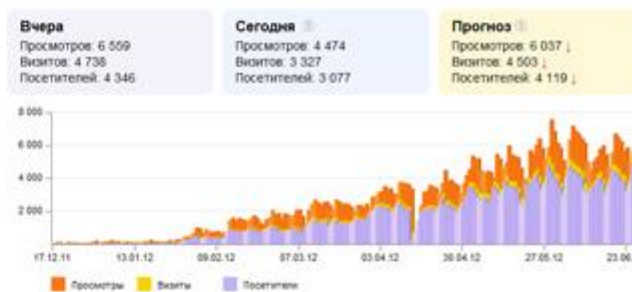 Вчера
Просмотров: 6 559
Визитов: 4 738
Посетителей: 4 346
Сегодня
Просмотров: 4 474
Визитов: 3 327
Посетителей: 3 077
Прогноз
Просмотров: 6 037 ↓
Визитов: 4 503 ↓
Посетителей: 4 119 ↓
8 000
6 000
4 000
2 000
17.12.11 13.01.12 09.02.12 07.03.12 03.04.12 30.04.12 27.05.12 23.06
Просмотры Визиты Посетители